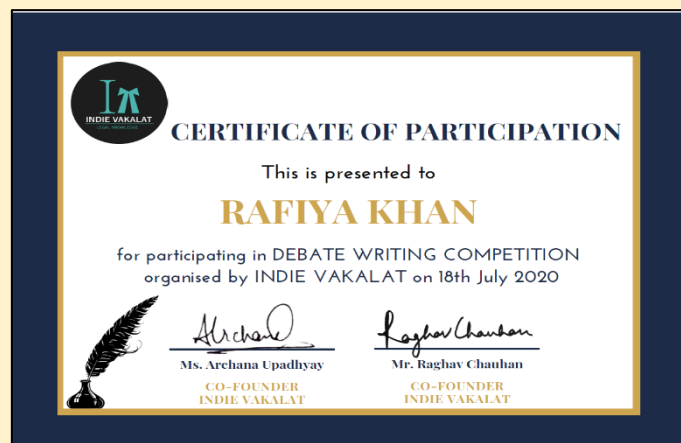 INDIE VAKALAT
CERTIFICATE OF PARTICIPATION
This is presented to
RAFIYA KHAN
for participating in DEBATE WRITING COMPETITION
organised by INDIE VAKALAT on 18th July 2020
Archana
Raghav Chauhan
Ms. Archana Upadhyay
Mr. Raghav Chauhan
CO-FOUNDER
INDIE VAKALAT
CO-FOUNDER
INDIE VAKALAT